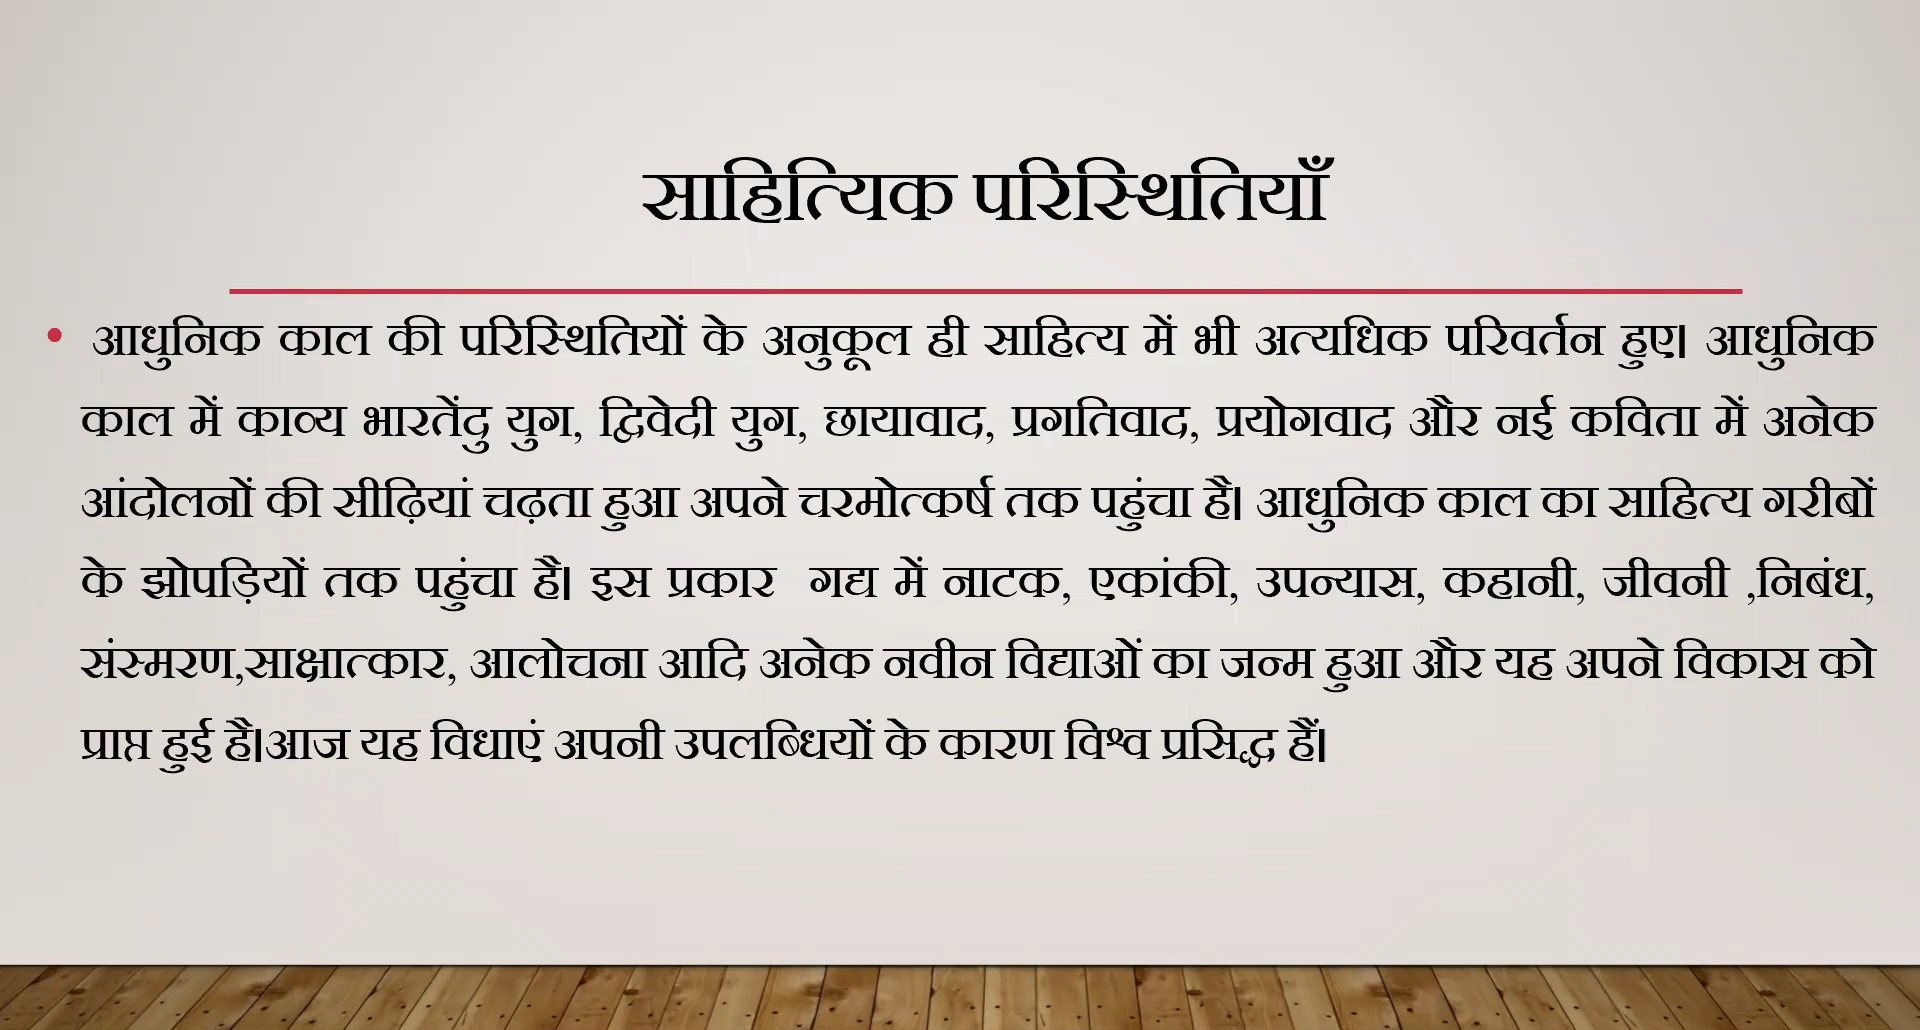 साहित्यिक परिस्थितियाँ
• आधुनिक काल की परिस्थितियों के अनुकूल ही साहित्य में भी अत्यधिक परिवर्तन हुए। आधुनिक
काल में काव्य भारतेंदु युग, द्विवेदी युग, छायावाद, प्रगतिवाद, प्रयोगवाद और नई कविता में अनेक
आंदोलनों की सीढ़ियां चढ़ता हुआ अपने चरमोत्कर्ष तक पहुंचा है। आधुनिक काल का साहित्य गरीबों
के झोपड़ियों तक पहुंचा है। इस प्रकार  गद्य में नाटक, एकांकी, उपन्यास, कहानी, जीवनी ,निबंध,
संस्मरण,साक्षात्कार, आलोचना आदि अनेक नवीन विद्याओं का जन्म हुआ और यह अपने विकास को
प्राप्त हुई है।आज यह विधाएं अपनी उपलब्धियों के कारण विश्व प्रसिद्ध हैं।